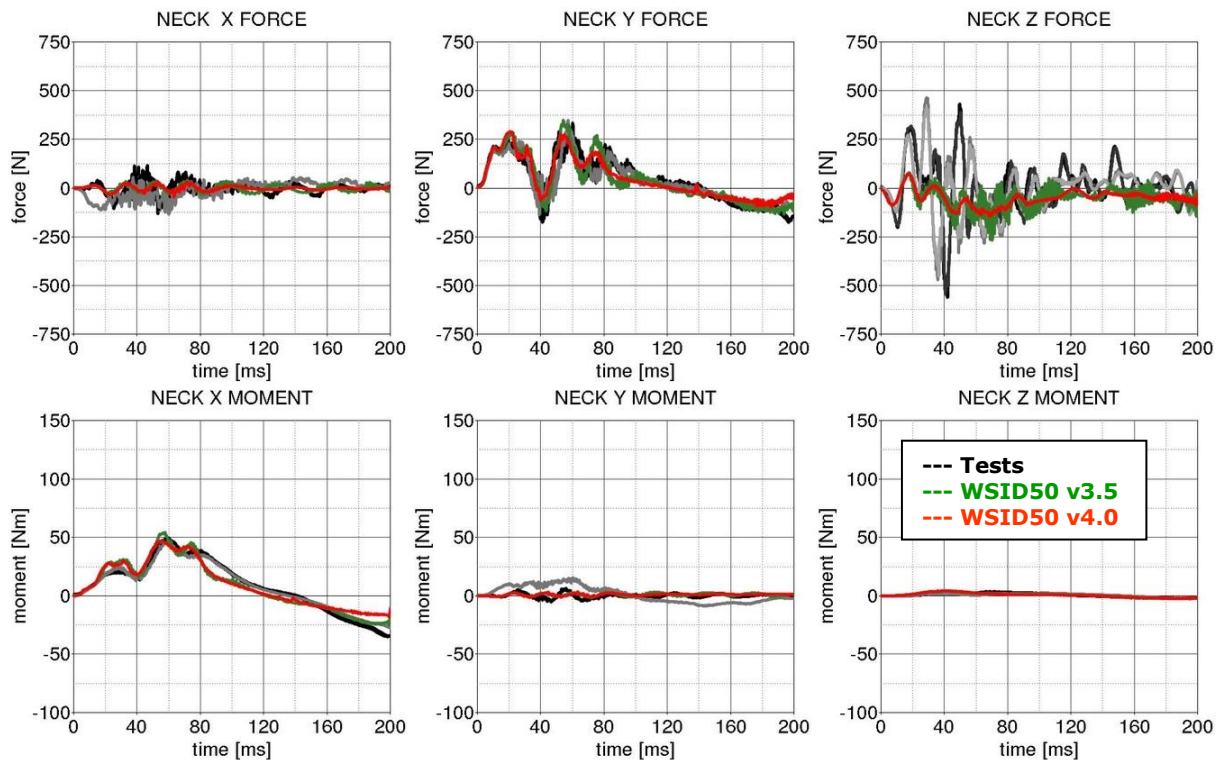 NECK X FORCE
750
500
250
0
-250
-500
-750
force [N]
0 40 80 120 160 200
time [ms]
NECK Y FORCE
750
500
250
0
-250
-500
-750
force [N]
0 40 80 120 160 200
time [ms]
NECK Z FORCE
750
500
250
0
-250
-500
-750
force [N]
0 40 80 120 160 200
time [ms]
NECK X MOMENT
150
100
50
0
-50
-100
moment [Nm]
0 40 80 120 160 200
time [ms]
NECK Y MOMENT
150
100
50
0
-50
-100
moment [Nm]
0 40 80 120 160 200
time [ms]
NECK Z MOMENT
150
100
50
0
-50
-100
moment [Nm]
0 40 80 120 160 200
time [ms]
--- Tests
--- WSID50 v3.5
--- WSID50 v4.0